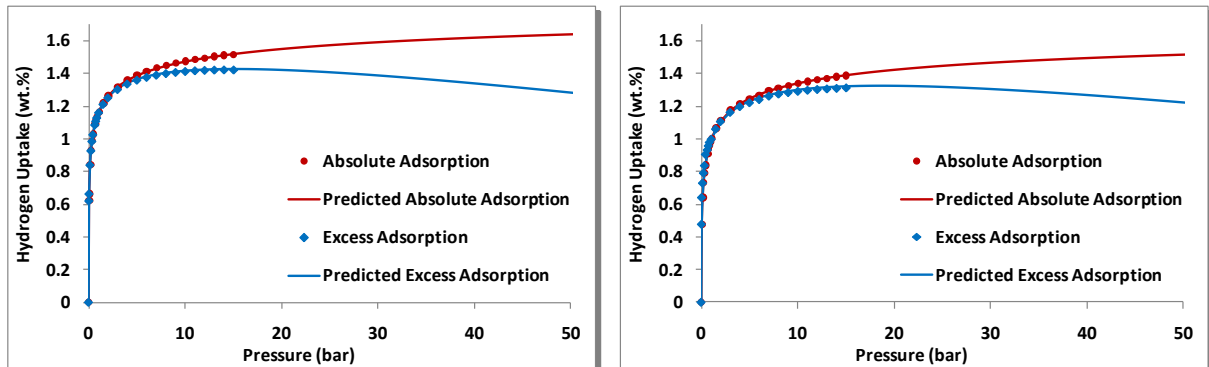 Hydrogen Uptake (wt.%)
1.6
1.4
1.2
1
0.8
0.6
0.4
0.2
0
Absolute Adsorption
Predicted Absolute Adsorption
Excess Adsorption
Predicted Excess Adsorption
0 10 20 30 40 50
Pressure (bar)
Hydrogen Uptake (wt.%)
1.6
1.4
1.2
1
0.8
0.6
0.4
0.2
0
Absolute Adsorption
Predicted Absolute Adsorption
Excess Adsorption
Predicted Excess Adsorption
0 10 20 30 40 50
Pressure (bar)